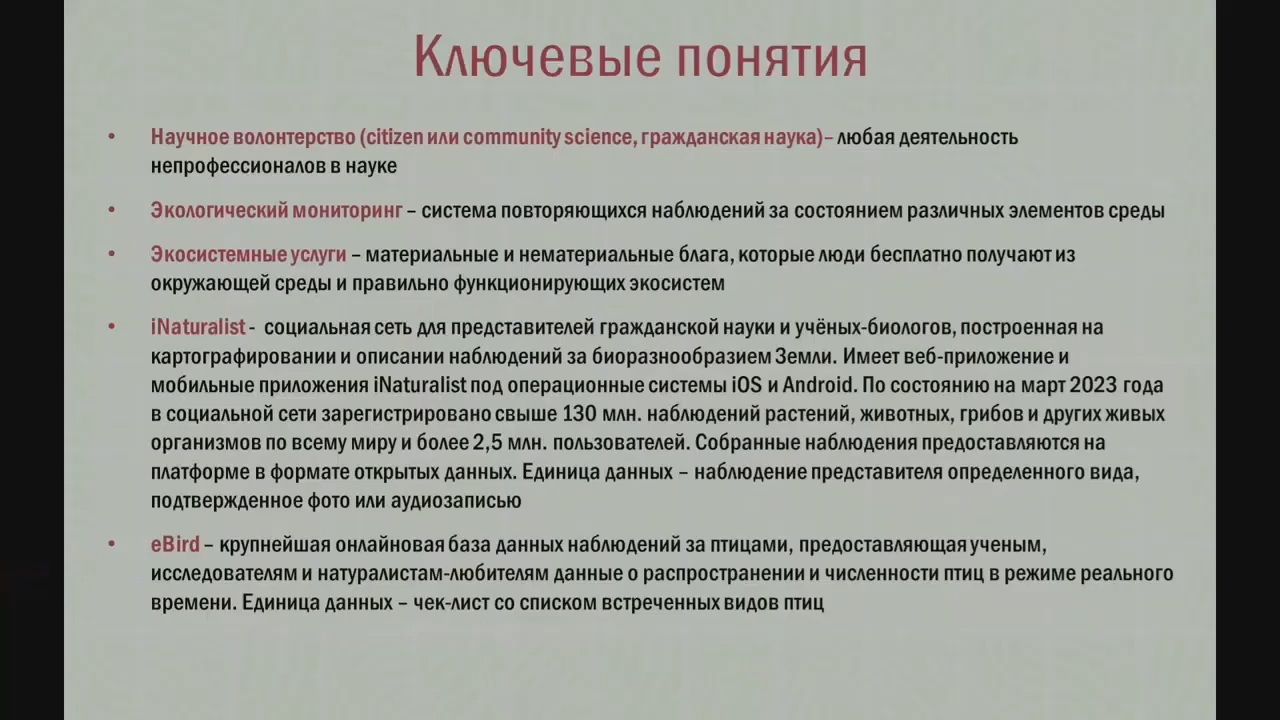 Ключевые понятия
• Научное волонтерство (citizen или community science, гражданская наука)– любая деятельность
непрофессионалов в науке
• Экологический мониторинг – система повторяющихся наблюдений за состоянием различных элементов среды
• Экосистемные услуги – материальные и нематериальные блага, которые люди бесплатно получают из
окружающей среды и правильно функционирующих экосистем
• iNaturalist - социальная сеть для представителей гражданской науки и учёных-биологов, построенная на
картографировании и описании наблюдений за биоразнообразием Земли. Имеет веб-приложение и
мобильные приложения iNaturalist под операционные системы iOS и Android. По состоянию на март 2023 года
в социальной сети зарегистрировано свыше 130 млн. наблюдений растений, животных, грибов и других живых
организмов по всему миру и более 2,5 млн. пользователей. Собранные наблюдения предоставляются на
платформе в формате открытых данных. Единица данных – наблюдение представителя определенного вида,
подтвержденное фото или аудиозаписью
• eBird – крупнейшая онлайновая база данных наблюдений за птицами, предоставляющая ученым,
исследователям и натуралистам-любителям данные о распространении и численности птиц в режиме реального
времени. Единица данных – чек-лист со списком встреченных видов птиц